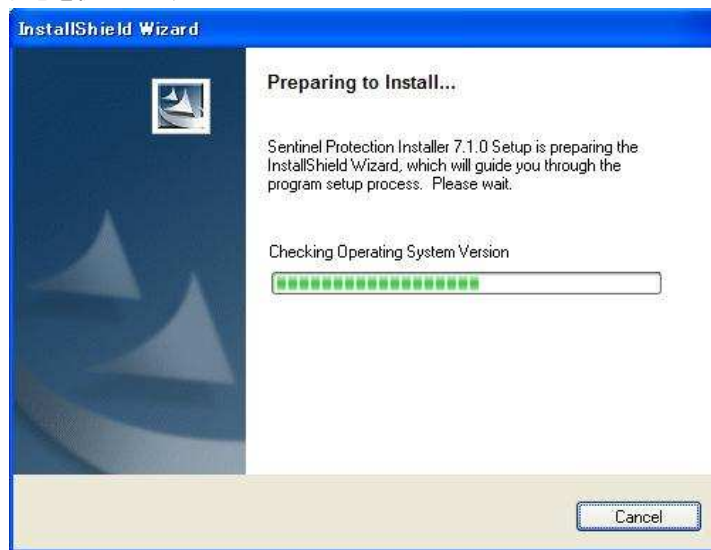 InstallShield Wizard
Preparing to Install...
Sentinel Protection Installer 7.1.0 Setup is preparing the
InstallShield Wizard, which will guide you through the
program setup process. Please wait.
Checking Operating System Version
Cancel